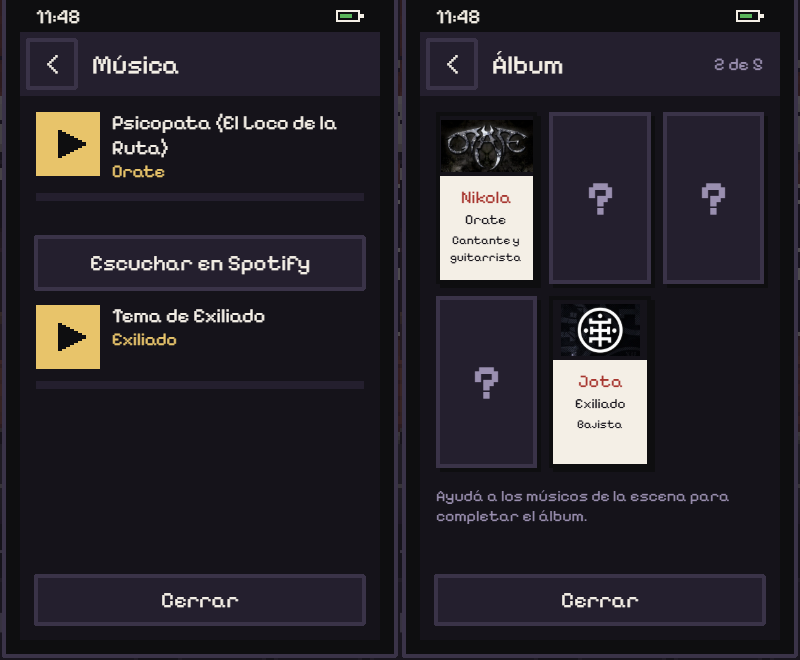 11:48
Música
Psicopata (El Loco de la
Ruta)
Orate
Escuchar en Spotify
Tema de Exiliado
Exiliado
Cerrar
11:48
Álbum
2 de 5
ORATE
Nikola
Orate
Cantante y
guitarrista
?
?
?
Jota
Exiliado
Bajista
Ayudá a los músicos de la escena para
completar el álbum.
Cerrar